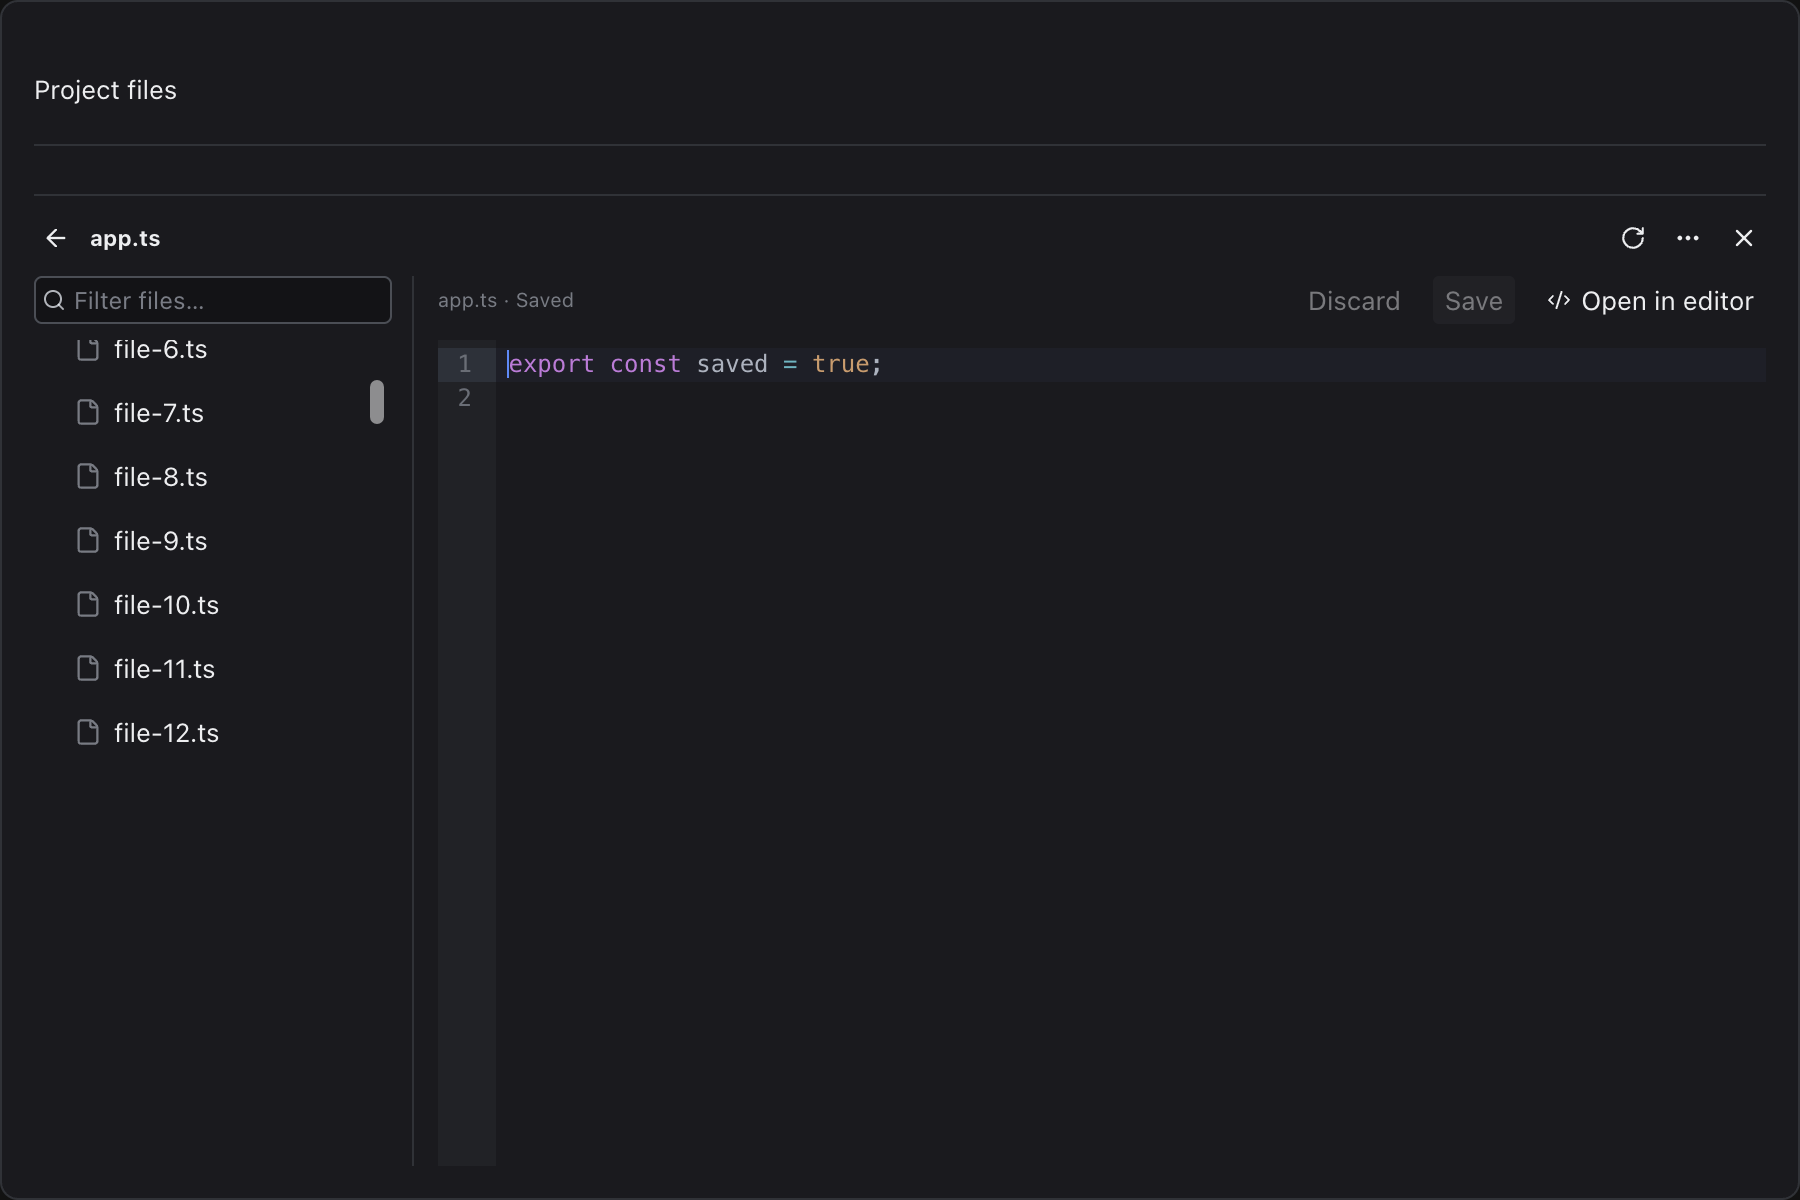 Project files
app.ts
Filter files...
file-6.ts
file-7.ts
file-8.ts
file-9.ts
file-10.ts
file-11.ts
file-12.ts
app.ts · Saved
Discard
Save
</> Open in editor
1 export const saved = true;
2